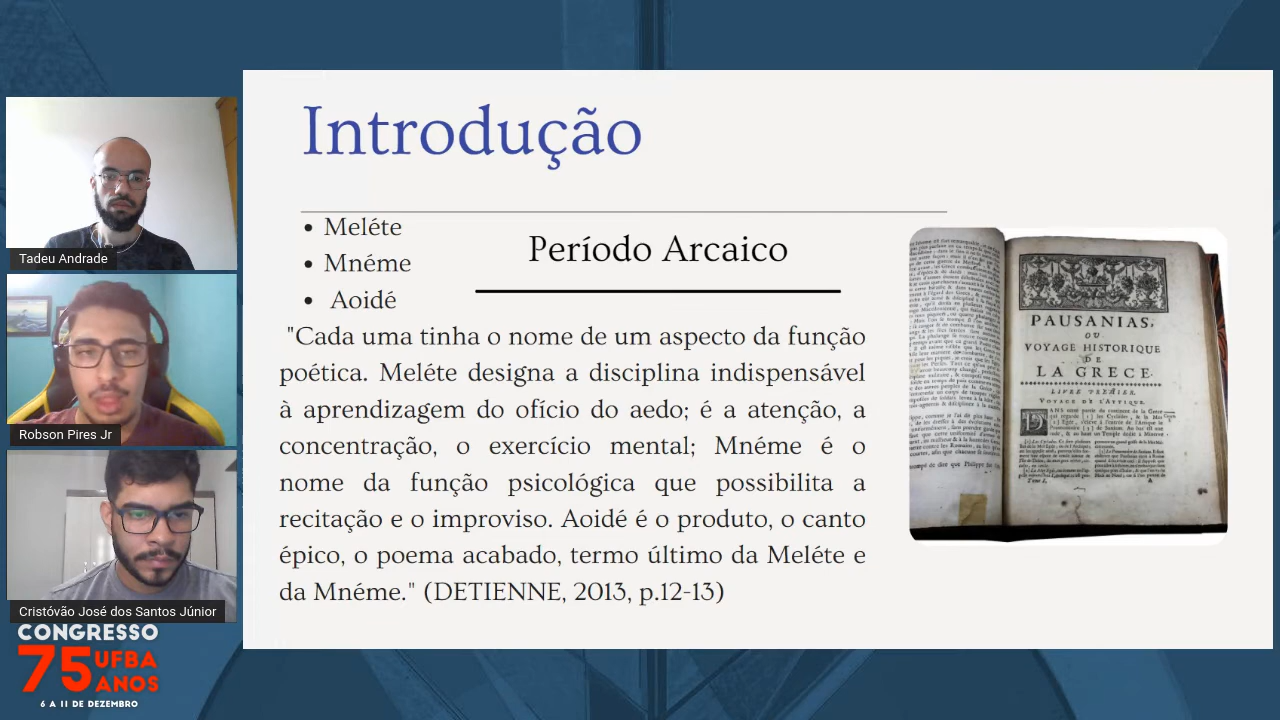 Introdução
• Meléte
• Mnéme
• Aoidé
Período Arcaico
"Cada uma tinha o nome de um aspecto da função
poética. Meléte designa a disciplina indispensável
à aprendizagem do ofício do aedo; é a atenção, a
concentração, o exercício mental; Mnéme é o
nome da função psicológica que possibilita a
recitação e o improviso. Aoidé é o produto, o canto
épico, o poema acabado, termo último da Meléte e
da Mnéme." (DETIENNE, 2013, p.12-13)
PAUSANIAS,
OU
VOYAGE HISTORIQUE
DE
LA GRECE.
LIVRE PREMIER.
VOYAGE DE L'ATTIQUE.
Tadeu Andrade
Robson Pires Jr
Cristóvão José dos Santos Júnior
CONGRESSO
75 UFBA
ANOS
6 A 11 DE DEZEMBRO